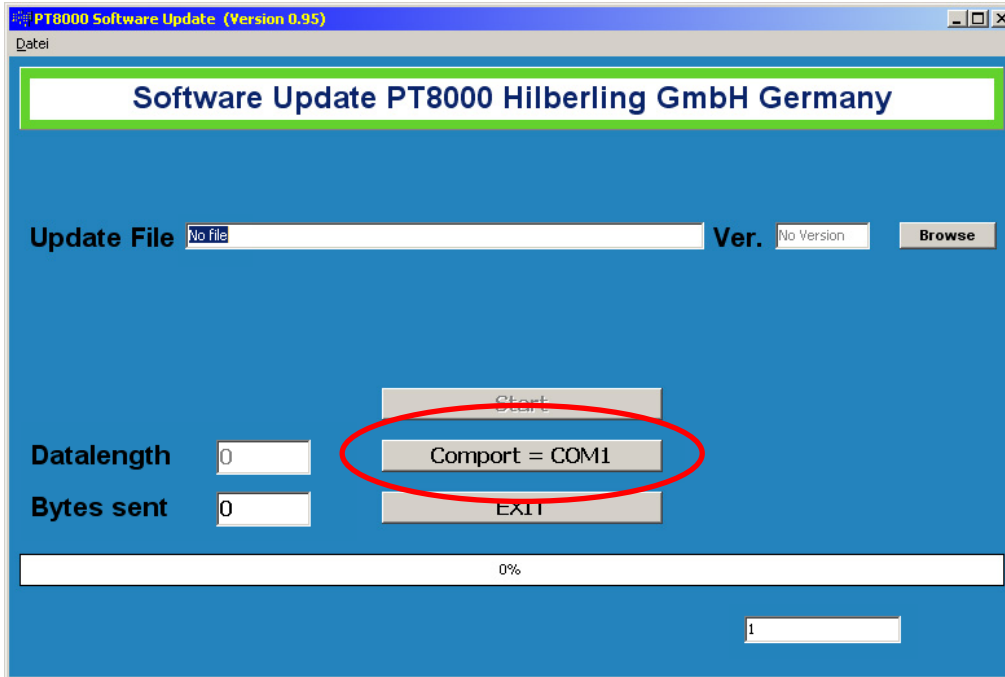 PT8000 Software Update (Version 0.95)
Datei
Software Update PT8000 Hilberling GmbH Germany
Update File No file Ver. No Version Browse
Start
Datalength 0 Comport = COM1
Bytes sent 0 EXIT
0%
1